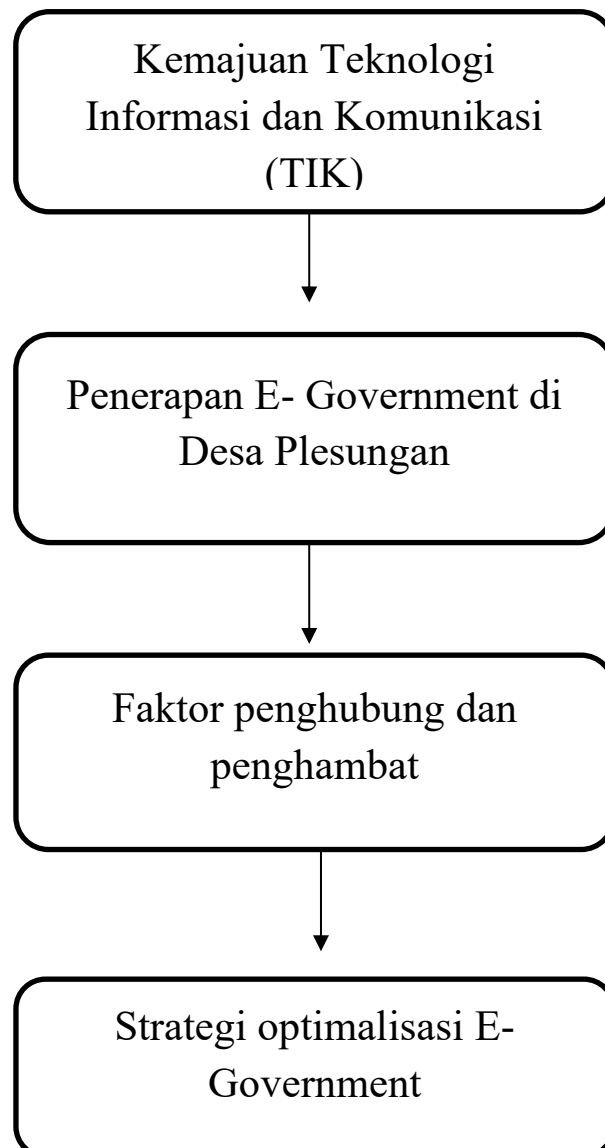 Kemajuan Teknologi
Informasi dan Komunikasi
(TIK)
Penerapan E- Government di
Desa Plesungan
Faktor penghubung dan
penghambat
Strategi optimalisasi E-
Government